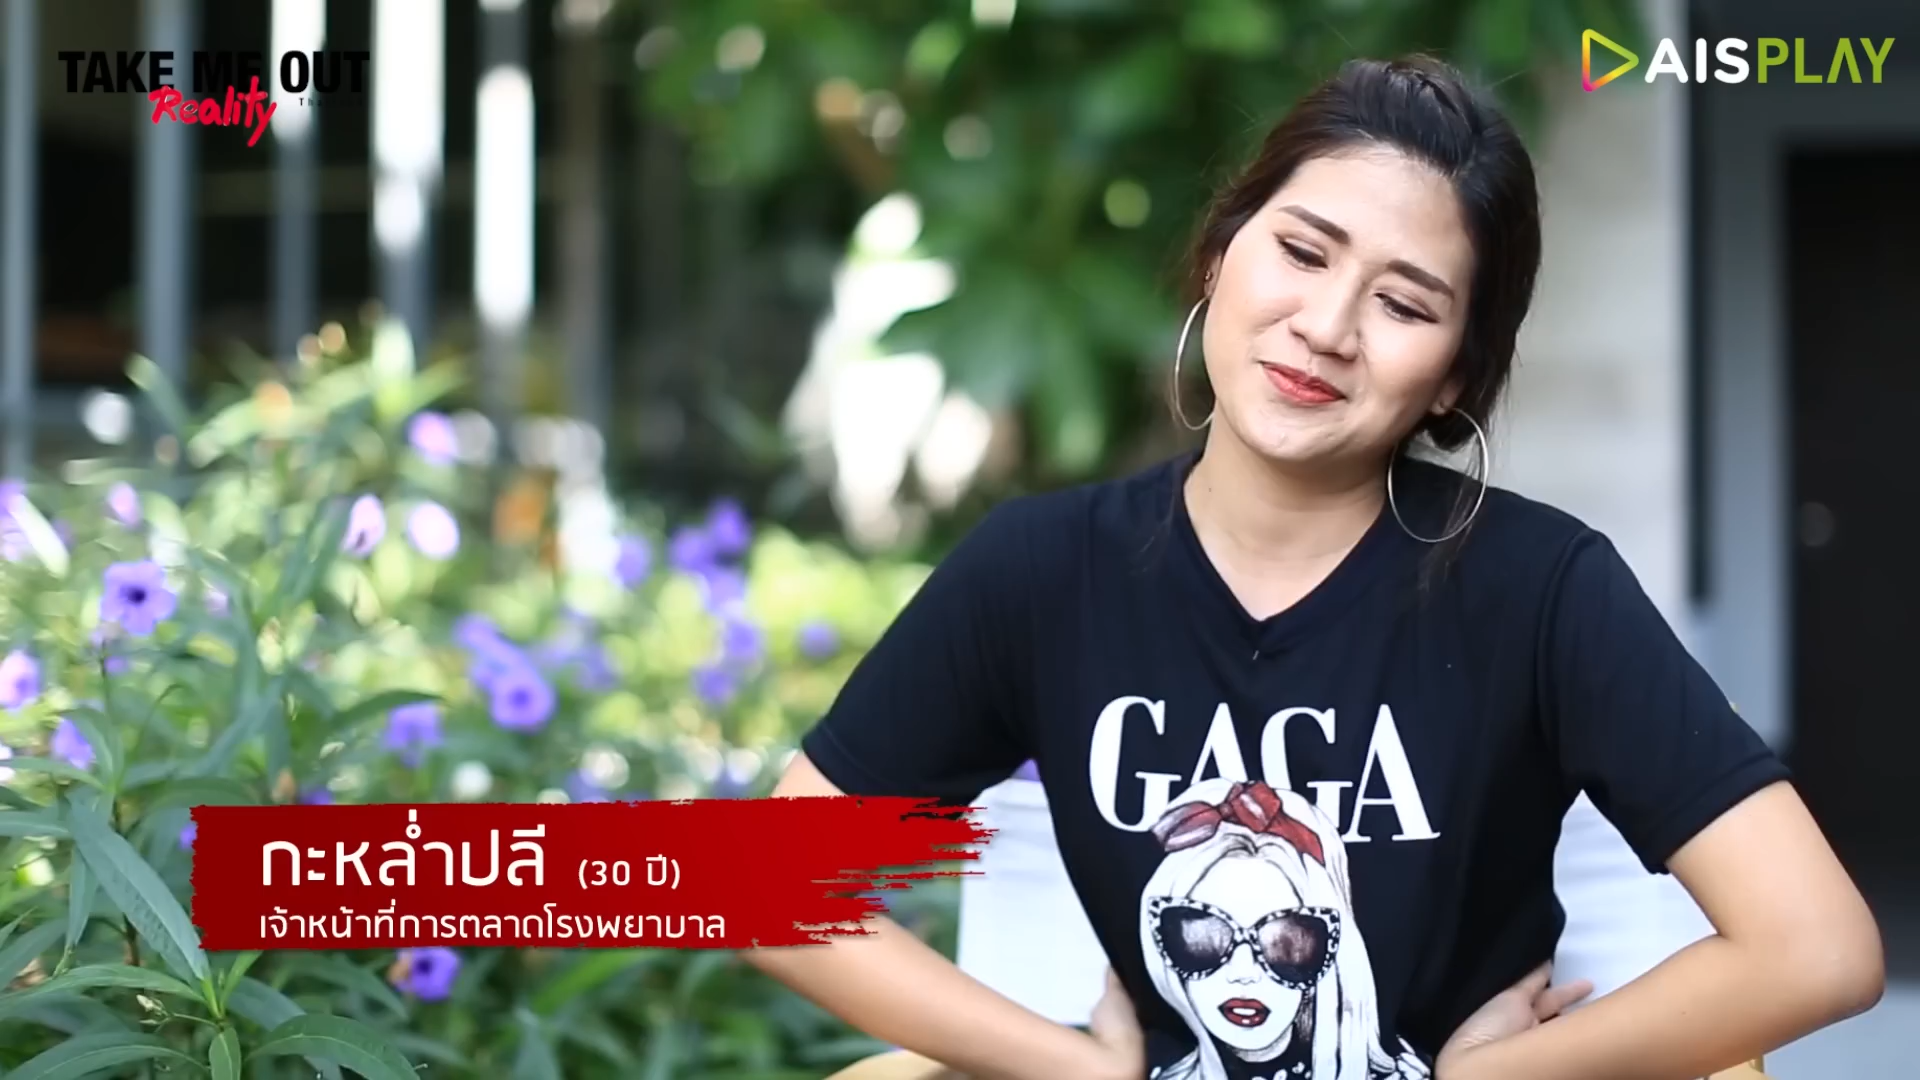 TAKE ME OUT
Reality
AISPLAY
GAGA
กะหล่ำปลี (30 ปี)
เจ้าหน้าที่การตลาดโรงพยาบาล